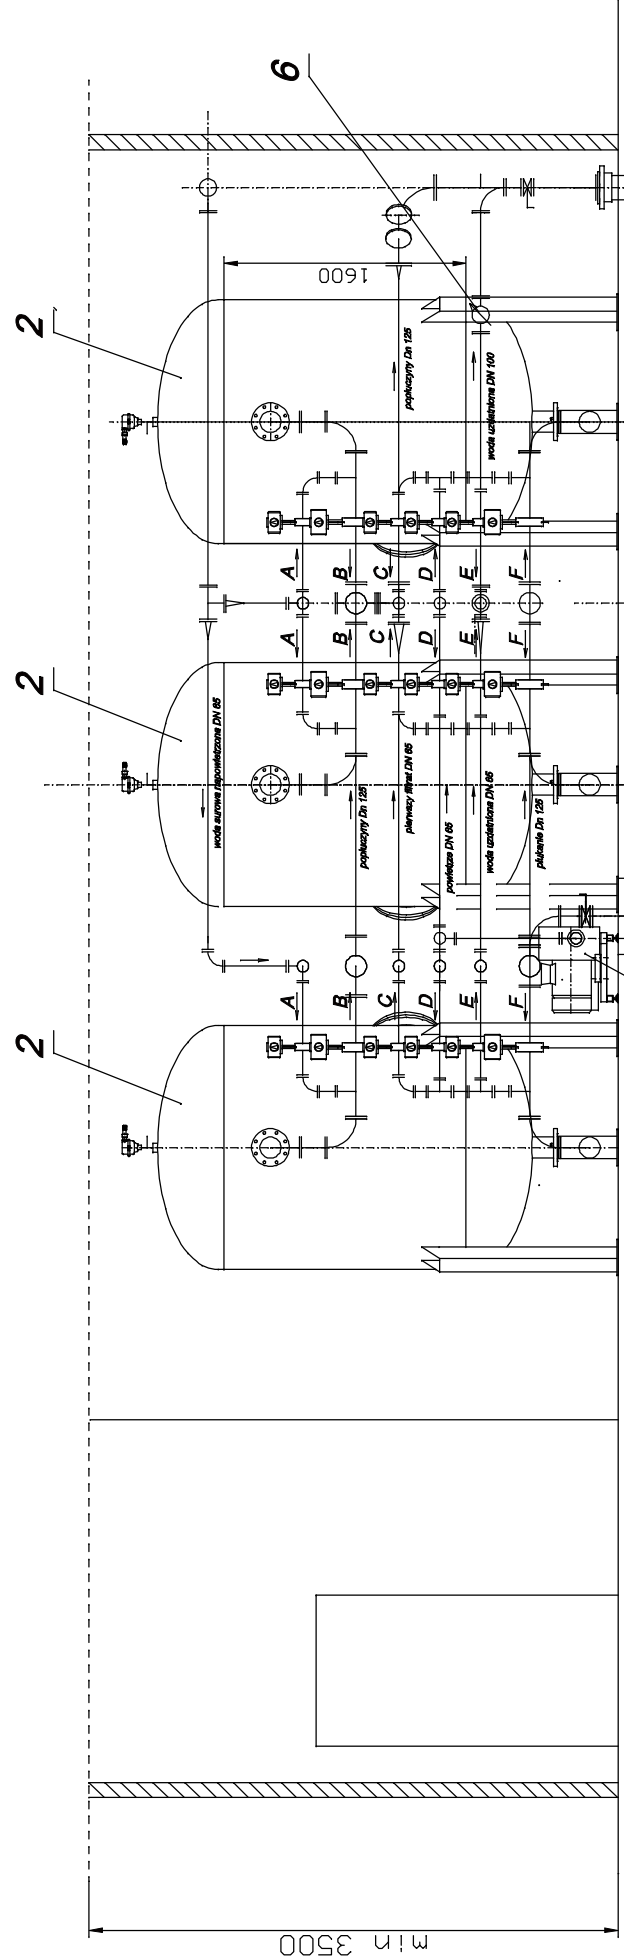 6
2
2
2
1600
min 3500
popłuczyny Dn 125
woda uzdatniona DN 100
woda surowa napowietrzona DN 65
popłuczyny Dn 125
pierwszy filtrat DN 65
powietrze DN 65
woda uzdatniona DN 65
płukanie Dn 125
A B C D E F
A B C D E F
A B C D E F